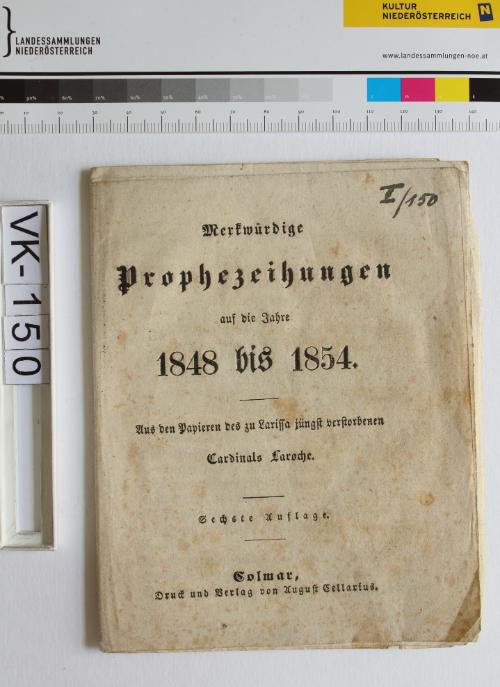 KULTUR
NIEDERÖSTERREICH N
LANDESSAMMLUNGEN
NIEDERÖSTERREICH
www.landessammlungen-noe.at
VK-150
I/150
Merkwürdige
Prophezeihungen
auf die Jahre
1848 bis 1854.
Aus den Papieren des zu Larissa jüngst verstorbenen
Cardinals Laroche.
Sechste Auflage.
Colmar,
Druck und Verlag von August Cellarius.